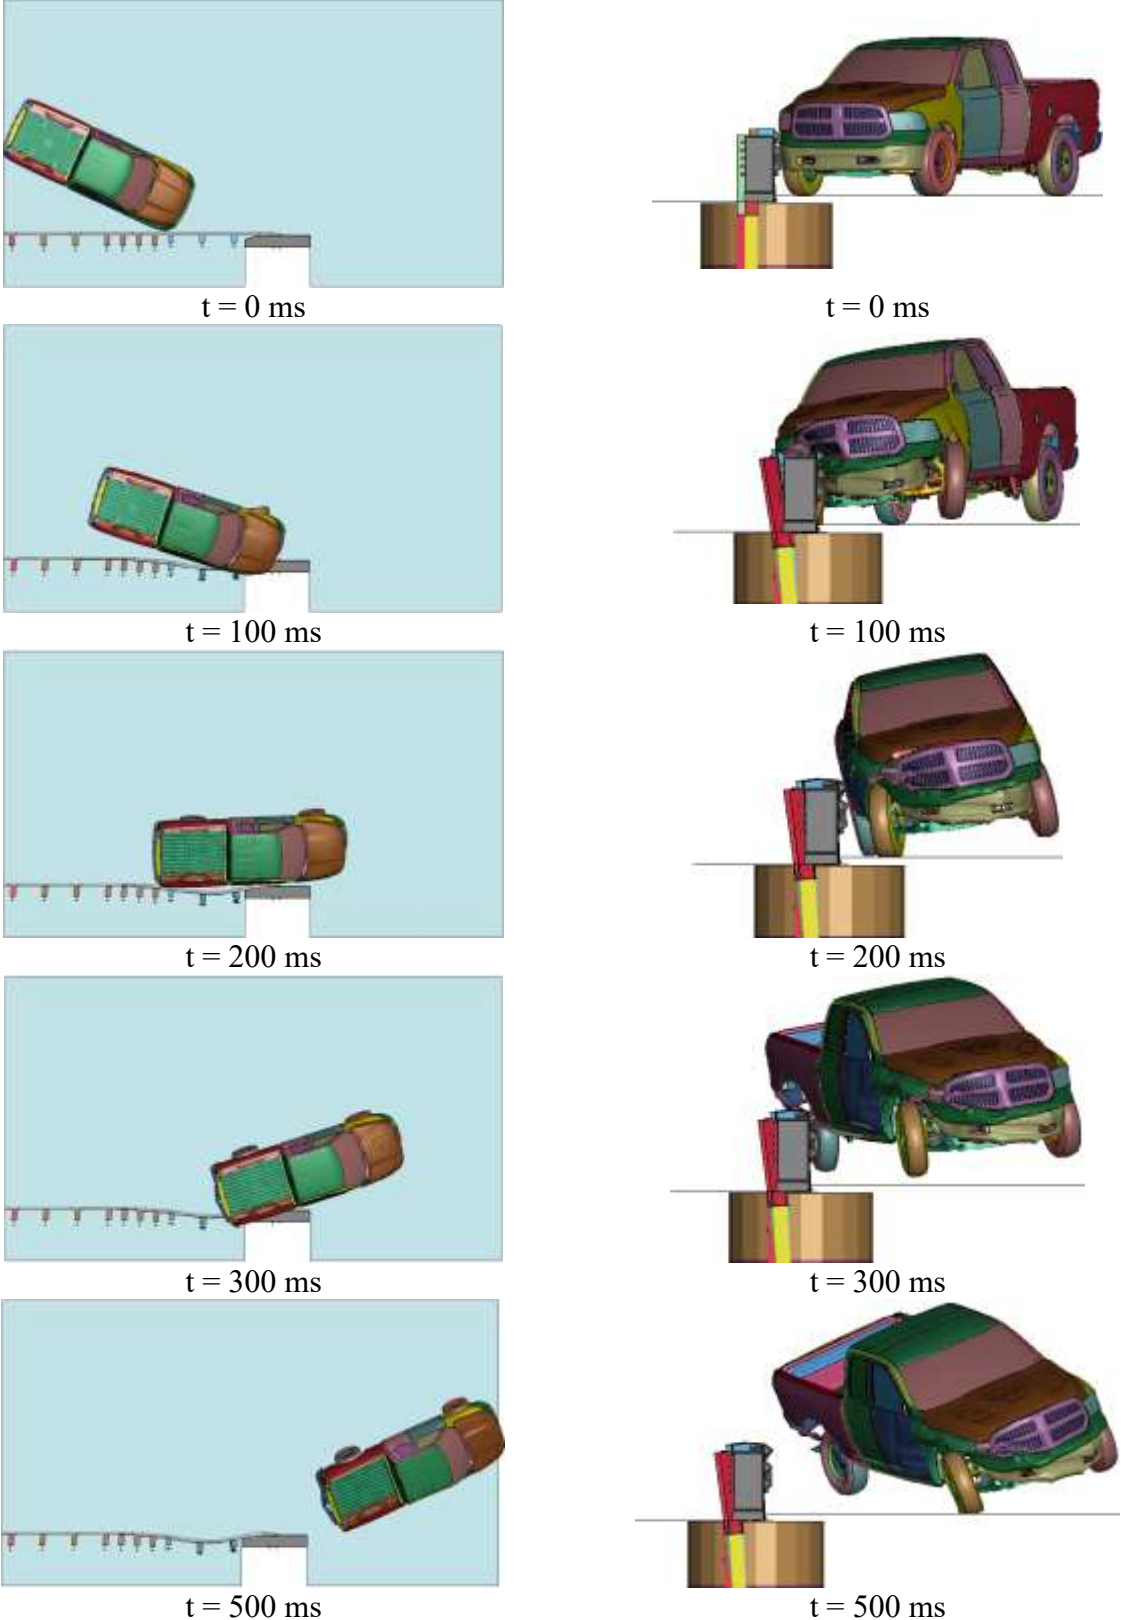 t = 0 ms
t = 0 ms
t = 100 ms
t = 100 ms
t = 200 ms
t = 200 ms
t = 300 ms
t = 300 ms
t = 500 ms
t = 500 ms